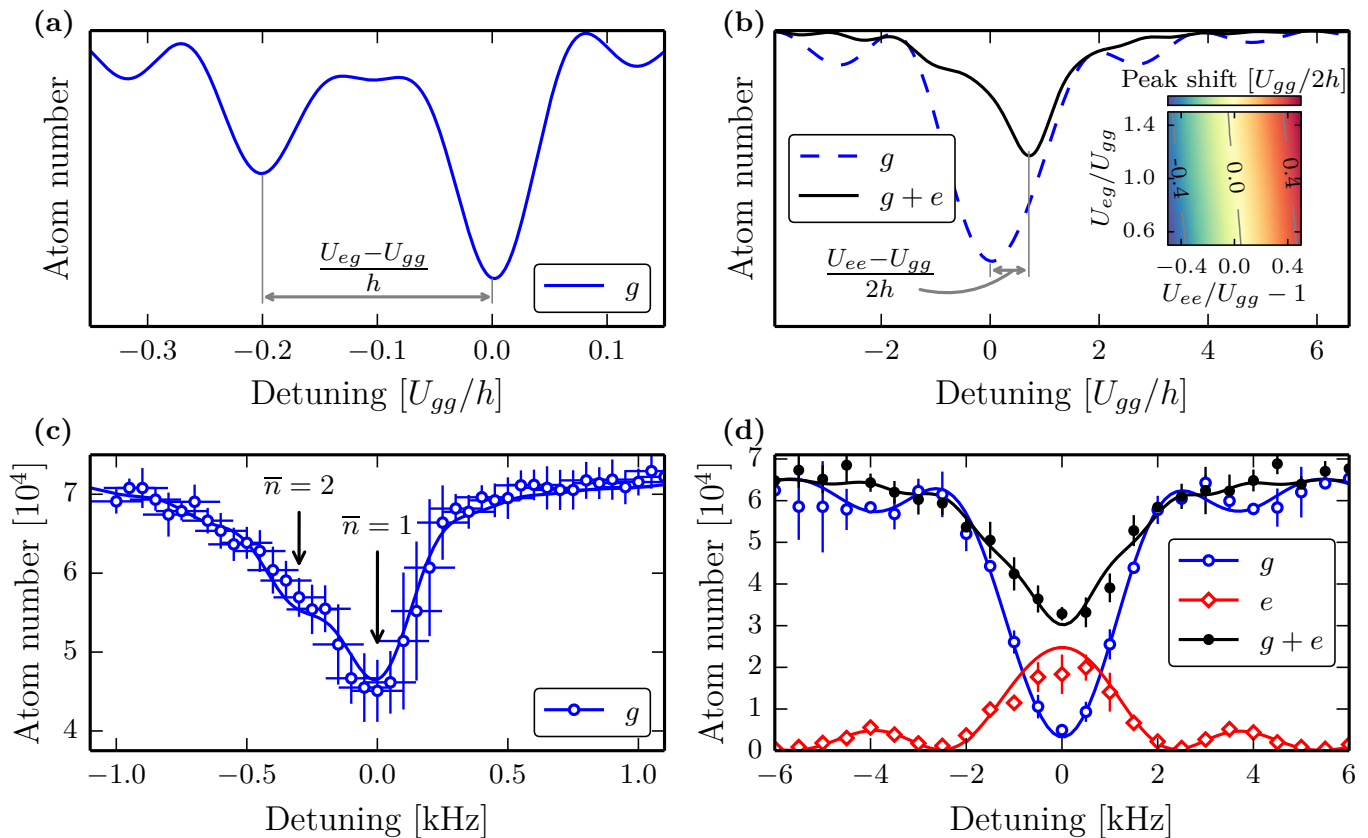 (a)
Atom number
U_eg−U_gg
h
g
−0.3 −0.2 −0.1 0.0 0.1
Detuning [U_gg/h]
(b)
Atom number
g
g + e
U_ee−U_gg
2h
Peak shift [U_gg/2h]
1.4
1.0
0.6
U_eg/U_gg
-0.4 0.0 0.4
−0.4 0.0 0.4
U_ee/U_gg − 1
−2 0 2 4 6
Detuning [U_gg/h]
(c)
Atom number [10^4]
7
6
5
4
n̅ = 2
n̅ = 1
g
−1.0 −0.5 0.0 0.5 1.0
Detuning [kHz]
(d)
Atom number [10^4]
7
6
5
4
3
2
1
0
g
e
g + e
−6 −4 −2 0 2 4 6
Detuning [kHz]